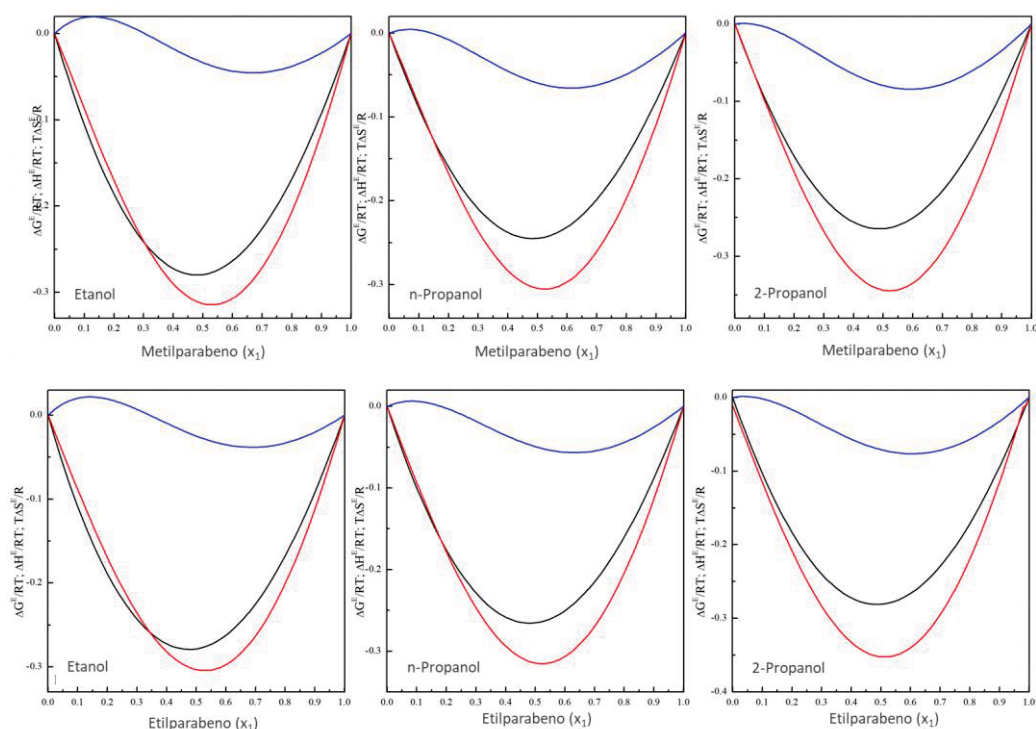 ΔG^E/RT; ΔH^E/RT; TΔS^E/R
0.0
-0.1
-0.2
-0.3
Etanol
0.0 0.1 0.2 0.3 0.4 0.5 0.6 0.7 0.8 0.9 1.0
Metilparabeno (x₁)
ΔG^E/RT; ΔH^E/RT; TΔS^E/R
0.0
-0.1
-0.2
-0.3
n-Propanol
0.0 0.1 0.2 0.3 0.4 0.5 0.6 0.7 0.8 0.9 1.0
Metilparabeno (x₁)
ΔG^E/RT; ΔH^E/RT; TΔS^E/R
0.0
-0.1
-0.2
-0.3
2-Propanol
0.0 0.1 0.2 0.3 0.4 0.5 0.6 0.7 0.8 0.9 1.0
Metilparabeno (x₁)
ΔG^E/RT; ΔH^E/RT; TΔS^E/R
0.0
-0.1
-0.2
-0.3
Etanol
0.0 0.1 0.2 0.3 0.4 0.5 0.6 0.7 0.8 0.9 1.0
Etilparabeno (x₁)
ΔG^E/RT; ΔH^E/RT; TΔS^E/R
0.0
-0.1
-0.2
-0.3
n-Propanol
0.0 0.1 0.2 0.3 0.4 0.5 0.6 0.7 0.8 0.9 1.0
Etilparabeno (x₁)
ΔG^E/RT; ΔH^E/RT; TΔS^E/R
0.0
-0.1
-0.2
-0.3
-0.4
2-Propanol
0.0 0.1 0.2 0.3 0.4 0.5 0.6 0.7 0.8 0.9 1.0
Etilparabeno (x₁)